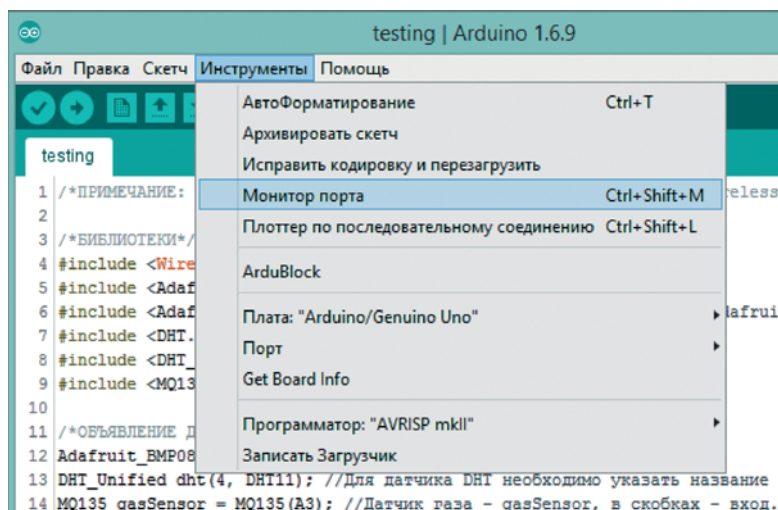 testing | Arduino 1.6.9
Файл Правка Скетч Инструменты Помощь
АвтоФорматирование Ctrl+T
Архивировать скетч
Исправить кодировку и перезагрузить
Монитор порта Ctrl+Shift+M
Плоттер по последовательному соединению Ctrl+Shift+L
ArduBlock
Плата: "Arduino/Genuino Uno"
Порт
Get Board Info
Программатор: "AVRISP mkII"
Записать Загрузчик
testing
1 /*ПРИМЕЧАНИЕ:
2
3 /*БИБЛИОТЕКИ*/
4 #include <Wire
5 #include <Adaf
6 #include <Adaf
7 #include <DHT.
8 #include <DHT_
9 #include <MQ13
10
11 /*ОБЪЯВЛЕНИЕ Д
12 Adafruit_BMP08
13 DHT_Unified dht(4, DHT11); //Для датчика DHT необходимо указать название
14 MQ135 gasSensor = MQ135(A3); //Датчик газа - gasSensor, в скобках - вход.